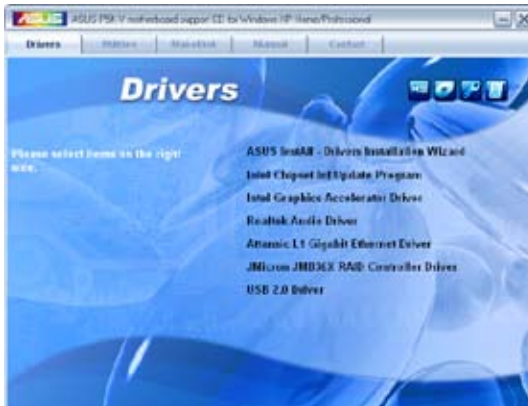 ASUS P5K-V motherboard support CD for Windows XP Home/Professional
Drivers Utilities MakeDisk Manual Contact
Drivers
Please select items on the right
side.
ASUS InstAll - Drivers Installation Wizard
Intel Chipset Inf Update Program
Intel Graphics Accelerator Driver
Realtek Audio Driver
Attansic L1 Gigabit Ethernet Driver
JMicron JMB36X RAID Controller Driver
USB 2.0 Driver